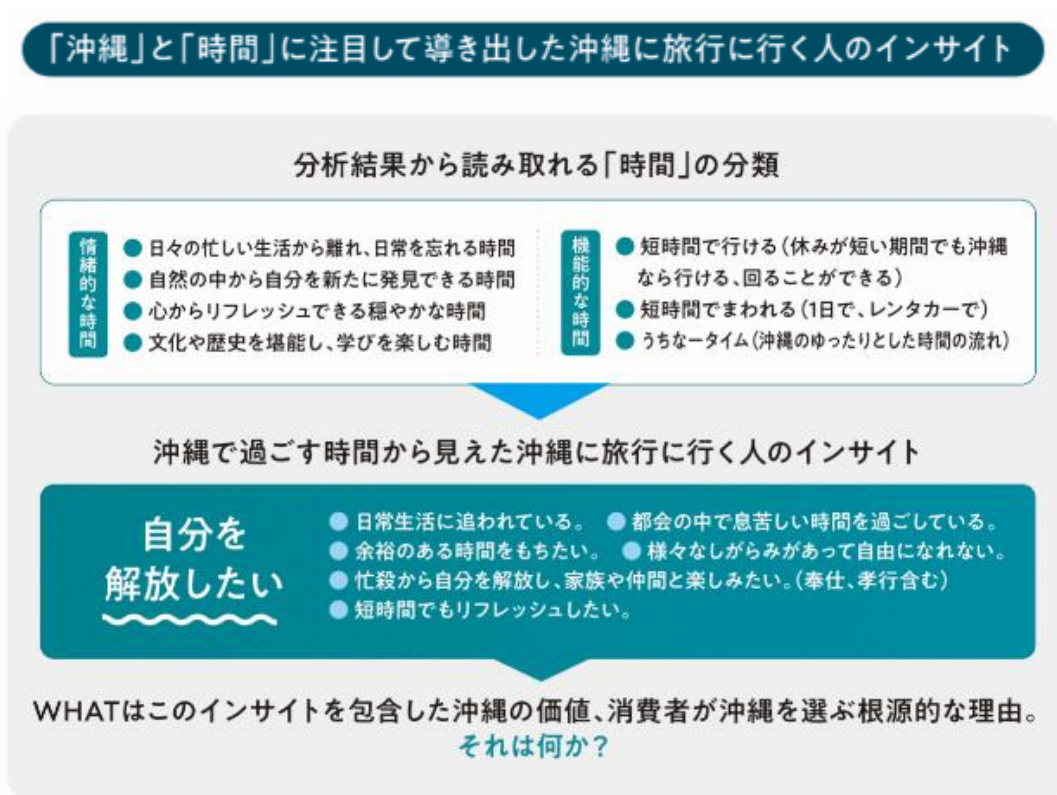 「沖縄」と「時間」に注目して導き出した沖縄に旅行に行く人のインサイト
分析結果から読み取れる「時間」の分類
情緒的な時間
●日々の忙しい生活から離れ、日常を忘れる時間
●自然の中から自分を新たに発見できる時間
●心からリフレッシュできる穏やかな時間
●文化や歴史を堪能し、学びを楽しむ時間
機能的な時間
●短時間で行ける(休みが短い期間でも沖縄
なら行ける、回ることができる)
●短時間でまわれる(1日で、レンタカーで)
●うちなータイム(沖縄のゆったりとした時間の流れ)
沖縄で過ごす時間から見えた沖縄に旅行に行く人のインサイト
自分を
解放したい
●日常生活に追われている。 ●都会の中で息苦しい時間を過ごしている。
●余裕のある時間をもちたい。 ●様々なしがらみがあって自由になれない。
●忙殺から自分を解放し、家族や仲間と楽しみたい。(奉仕、孝行含む)
●短時間でもリフレッシュしたい。
WHATはこのインサイトを包含した沖縄の価値、消費者が沖縄を選ぶ根源的な理由。
それは何か?